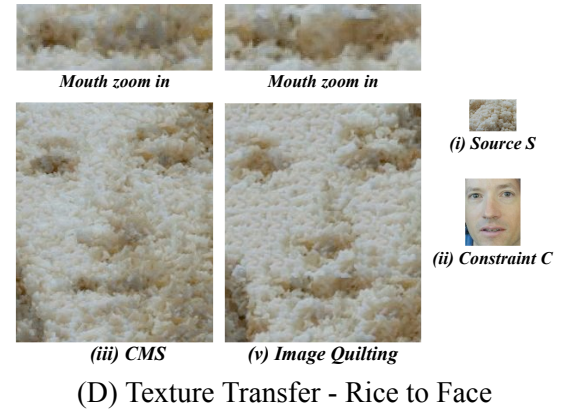 Mouth zoom in
Mouth zoom in
(i) Source S
(ii) Constraint C
(iii) CMS
(v) Image Quilting
(D) Texture Transfer - Rice to Face